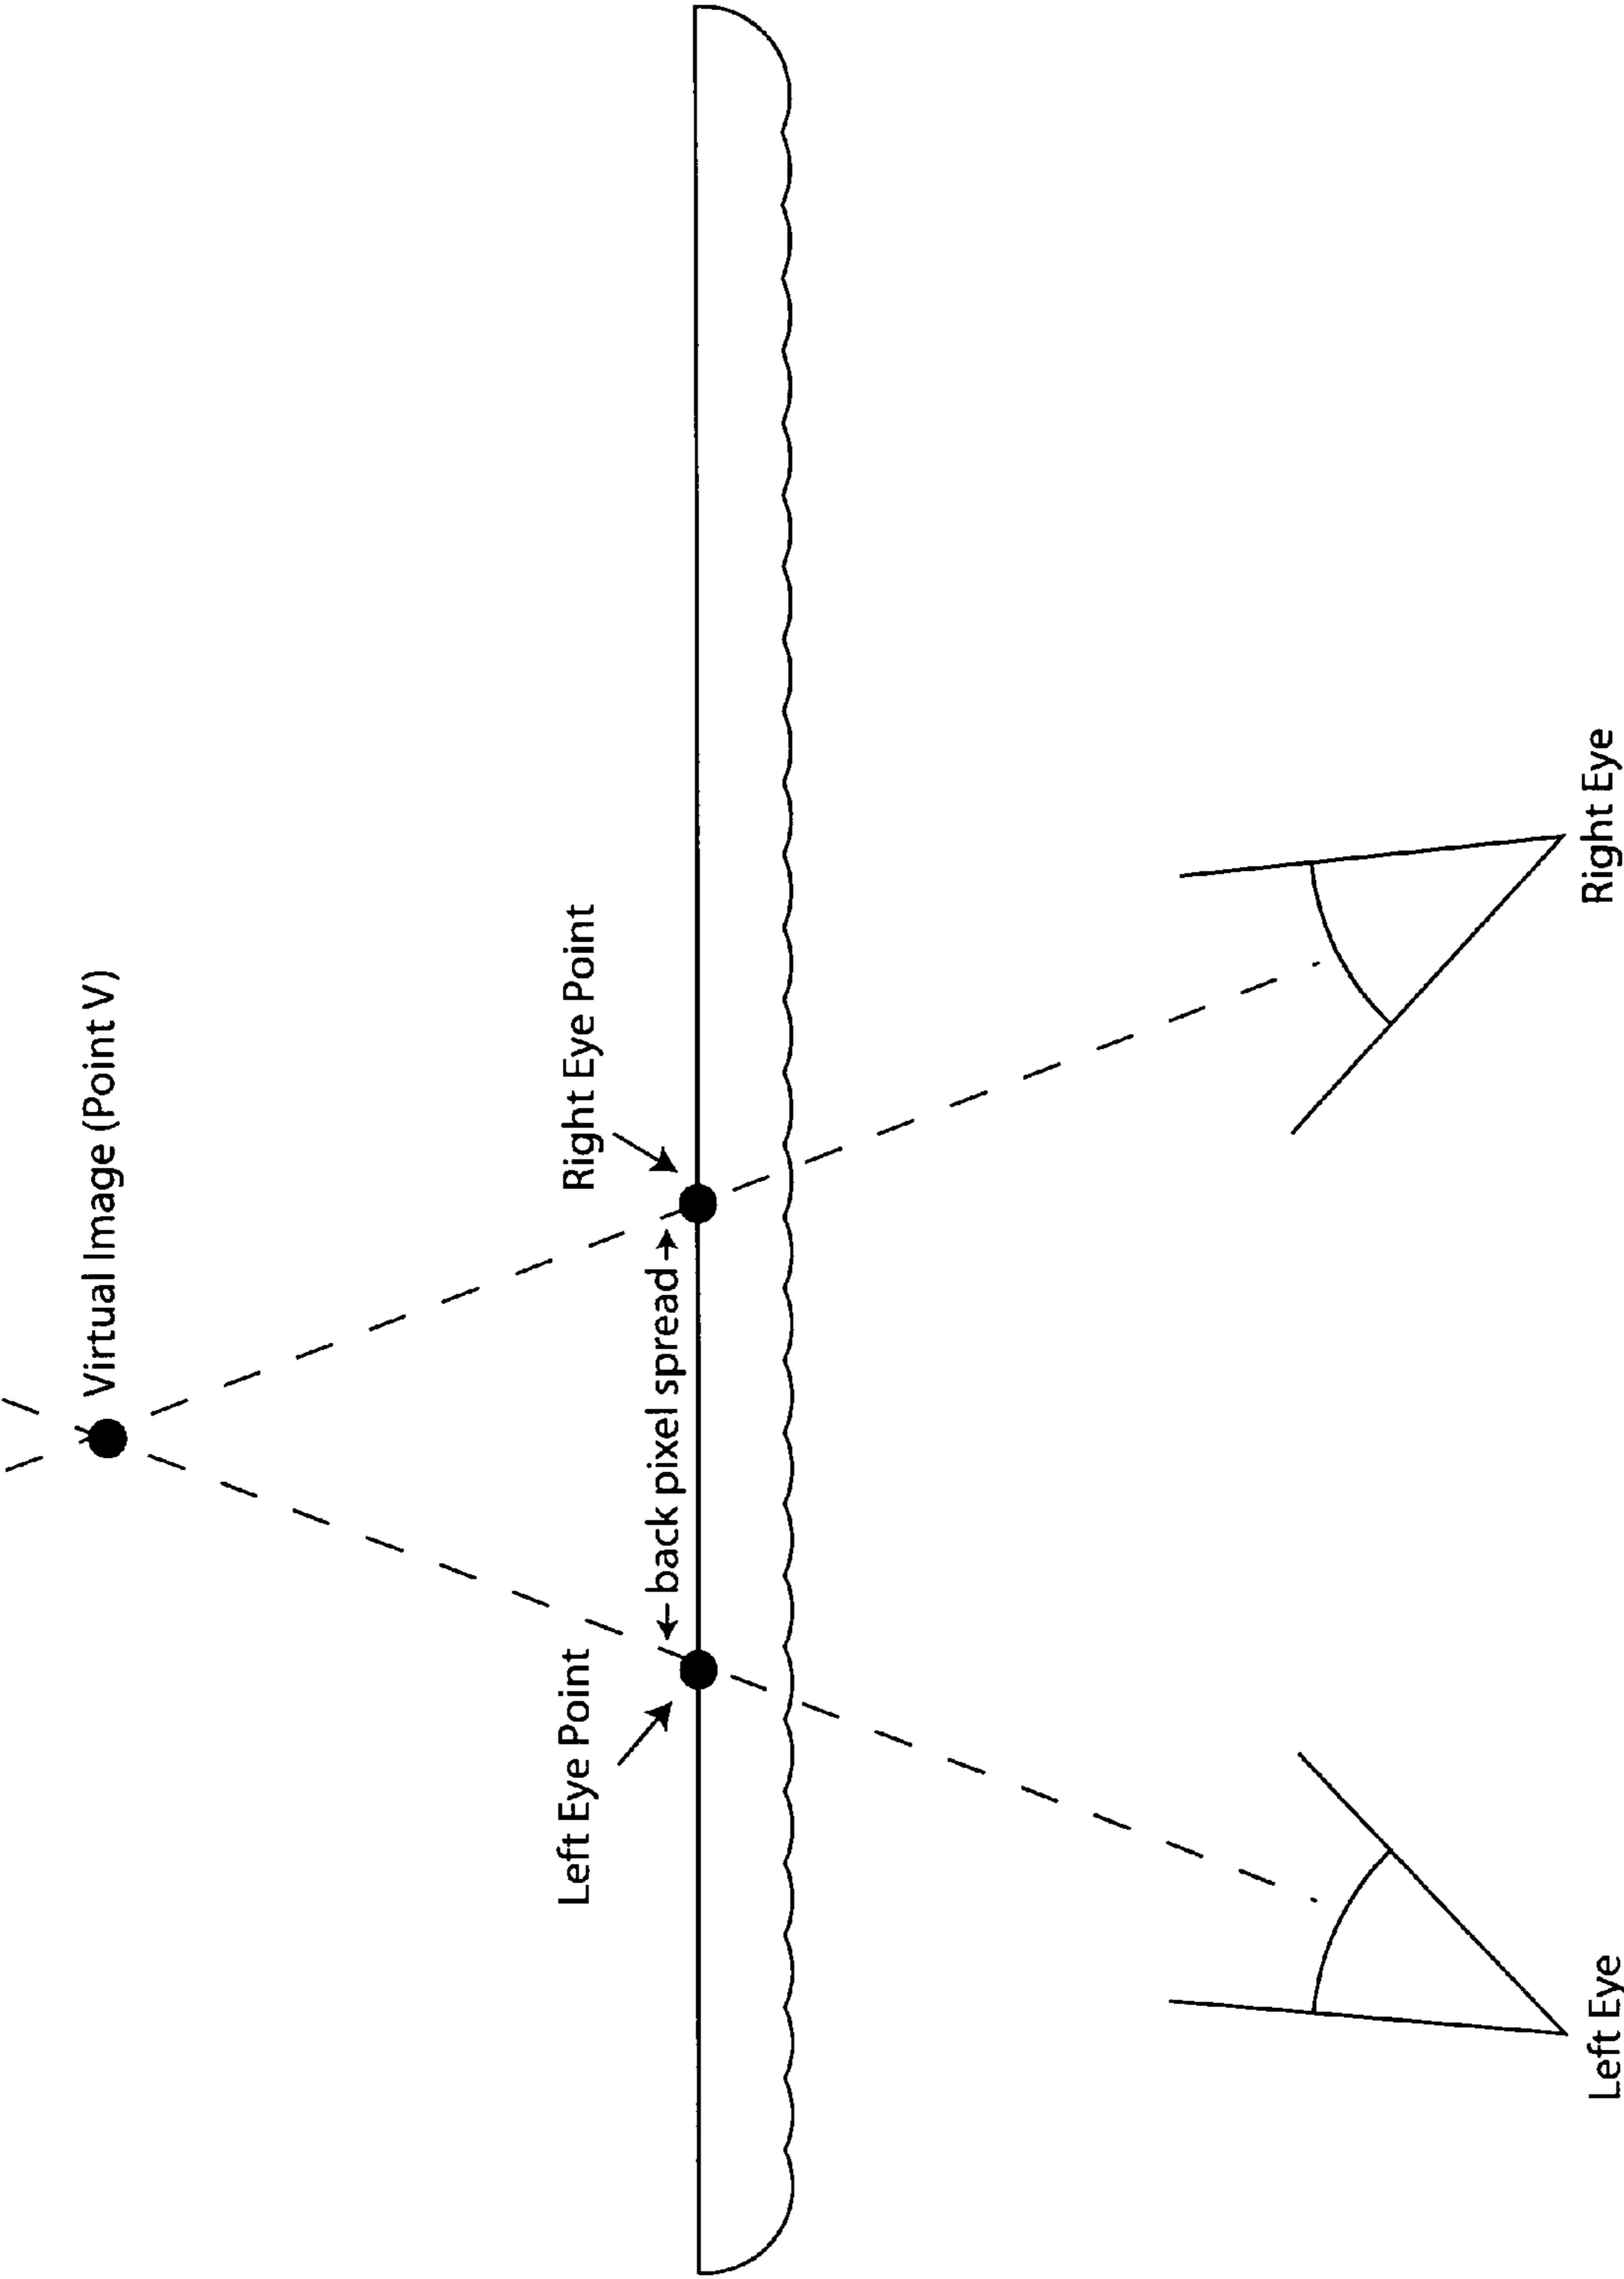 Virtual Image (Point V)
Left Eye Point
Right Eye Point
back pixel spread
Left Eye
Right Eye